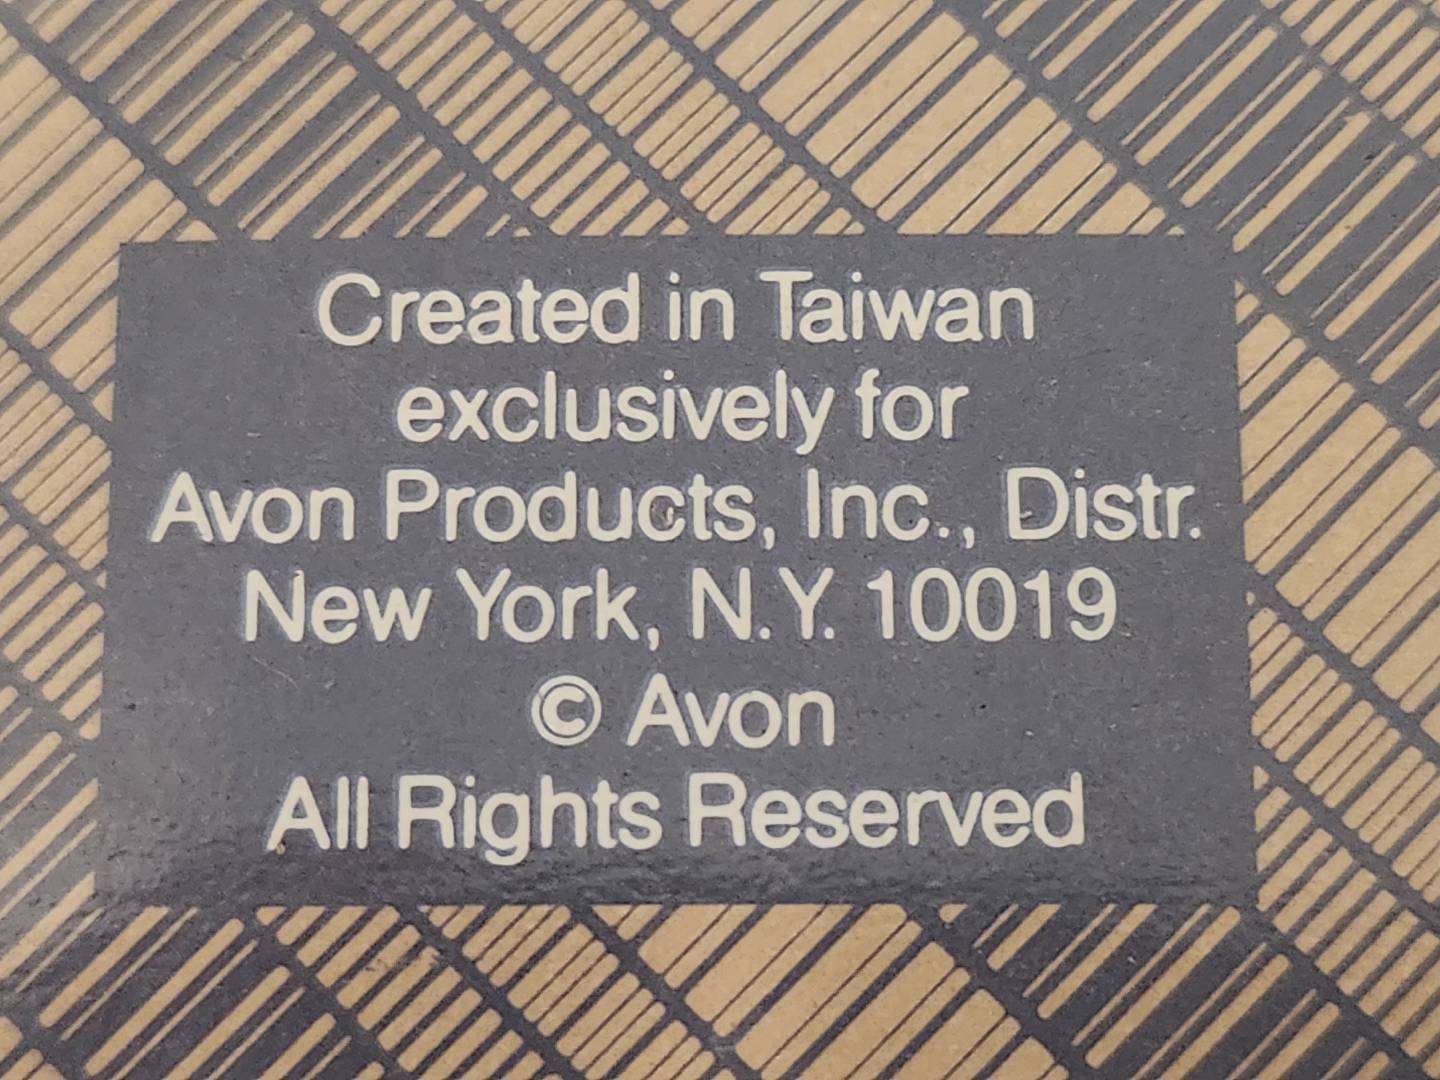 Created in Taiwan
exclusively for
Avon Products, Inc., Distr.
New York, N.Y. 10019
© Avon
All Rights Reserved